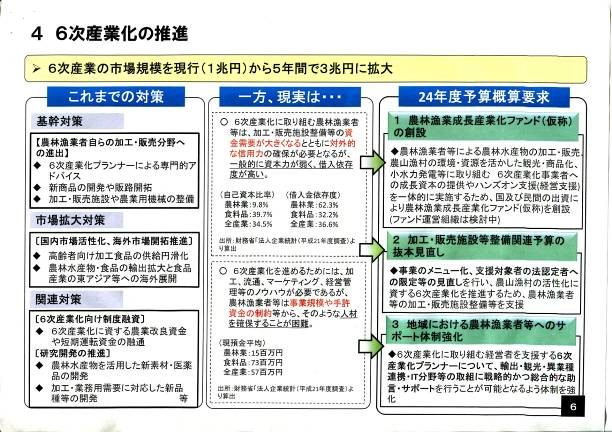 ４ ６次産業化の推進
➢ ６次産業の市場規模を現行（１兆円）から５年間で３兆円に拡大
これまでの対策
基幹対策
【農林漁業者自らの加工・販売分野へ
の進出】
◆ ６次産業化プランナーによる専門的ア
ドバイス
◆ 新商品の開発や販路開拓
◆ 加工・販売施設や農業用機械の整備
市場拡大対策
[国内市場活性化、海外市場開拓推進]
◆ 高齢者向け加工食品の供給円滑化
◆ 農林水産物・食品の輸出拡大と食品
産業の東アジア等への海外展開
関連対策
[６次産業化向け制度融資]
◆ ６次産業化に資する農業改良資金
や短期運転資金の融通
[研究開発の推進]
◆ 農林水産物を活用した新素材・医薬
品の開発
◆ 加工・業務用需要に対応した新品
種等の開発 等
一方、現実は・・・
○ ６次産業化に取り組む農林漁業者
等は、加工・販売施設整備等の資
金需要が大きくなるとともに対外的
な信用力の確保が必要となるが、
一般的に資本力が弱く、借入依存
度が高い。
（自己資本比率） （借入金依存度）
農林業：9.8% 農林業：62.3%
食料品：39.7% 食料品：32.2%
全産業：34.5% 全産業：36.6%
出所：財務省「法人企業統計（平成21年度調査）」よ
り算出
○ ６次産業化を進めるためには、加
工、流通、マーケティング、経営管
理等のノウハウが必要であるが、
農林漁業者等は事業規模や手許
資金の制約等から、そのような人材
を確保することが困難。
（現預金平均）
農林業：15百万円
食料品：73百万円
全産業：57百万円
出所：財務省「法人企業統計（平成21年度調査）」よ
り算出
24年度予算概算要求
１ 農林漁業成長産業化ファンド（仮称）
の創設
◆農林漁業者等による農林水産物の加工・販売、
農山漁村の環境・資源を活かした観光・商品化、
小水力発電等に取り組む ６次産業化事業者へ
の成長資本の提供やハンズオン支援（経営支援）
を一体的に実施するため、国及び民間の出資によ
り農林漁業成長産業化ファンド（仮称）を創設
（ファンド運営組織は検討中）
２ 加工・販売施設等整備関連予算の
抜本見直し
◆事業のメニュー化、支援対象者の法認定者へ
の限定等の見直しを行い、農山漁村の活性化に
資する６次産業化を推進するため、農林漁業者
等の加工・販売施設整備等を支援
３ 地域における農林漁業者等へのサ
ポート体制強化
◆６次産業化に取り組む経営者を支援する６次
産業化プランナーについて、輸出・観光・異業種
連携・IT分野等の取組に戦略的かつ総合的な助
言・サポートを行うことが可能となるよう体制を強
化
6